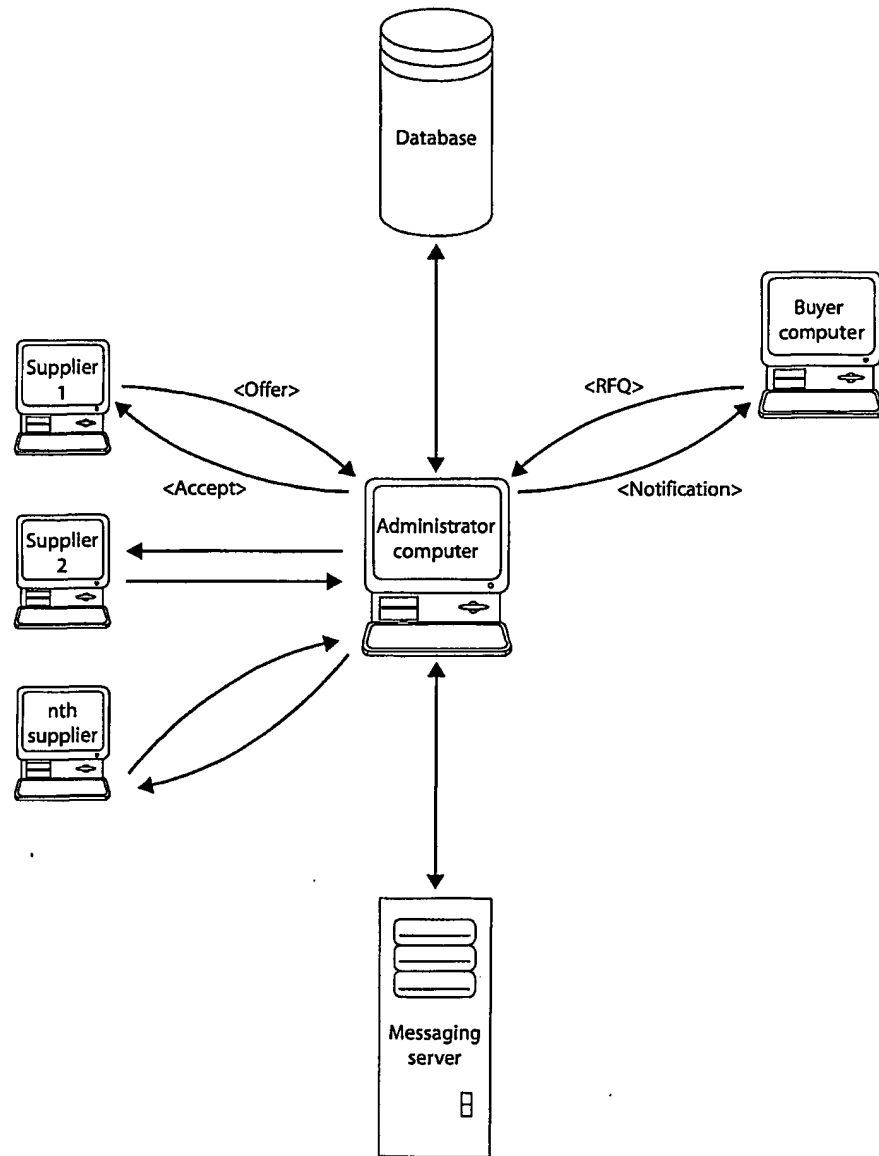 Database
Buyer
computer
Supplier
1
<Offer>
<RFQ>
<Accept>
<Notification>
Administrator
computer
Supplier
2
nth
supplier
Messaging
server